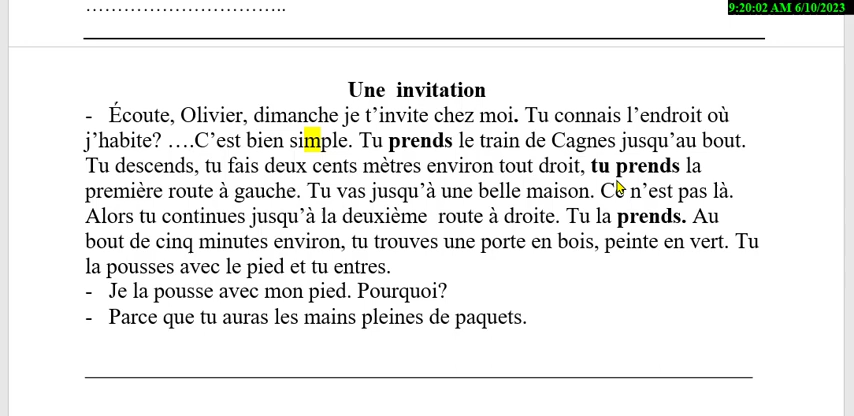 …………………………..
9:20:02 AM 6/10/2023
Une invitation
- Écoute, Olivier, dimanche je t’invite chez moi. Tu connais l’endroit où
j’habite? ….C’est bien simple. Tu prends le train de Cagnes jusqu’au bout.
Tu descends, tu fais deux cents mètres environ tout droit, tu prends la
première route à gauche. Tu vas jusqu’à une belle maison. Ce n’est pas là.
Alors tu continues jusqu’à la deuxième route à droite. Tu la prends. Au
bout de cinq minutes environ, tu trouves une porte en bois, peinte en vert. Tu
la pousses avec le pied et tu entres.
- Je la pousse avec mon pied. Pourquoi?
- Parce que tu auras les mains pleines de paquets.